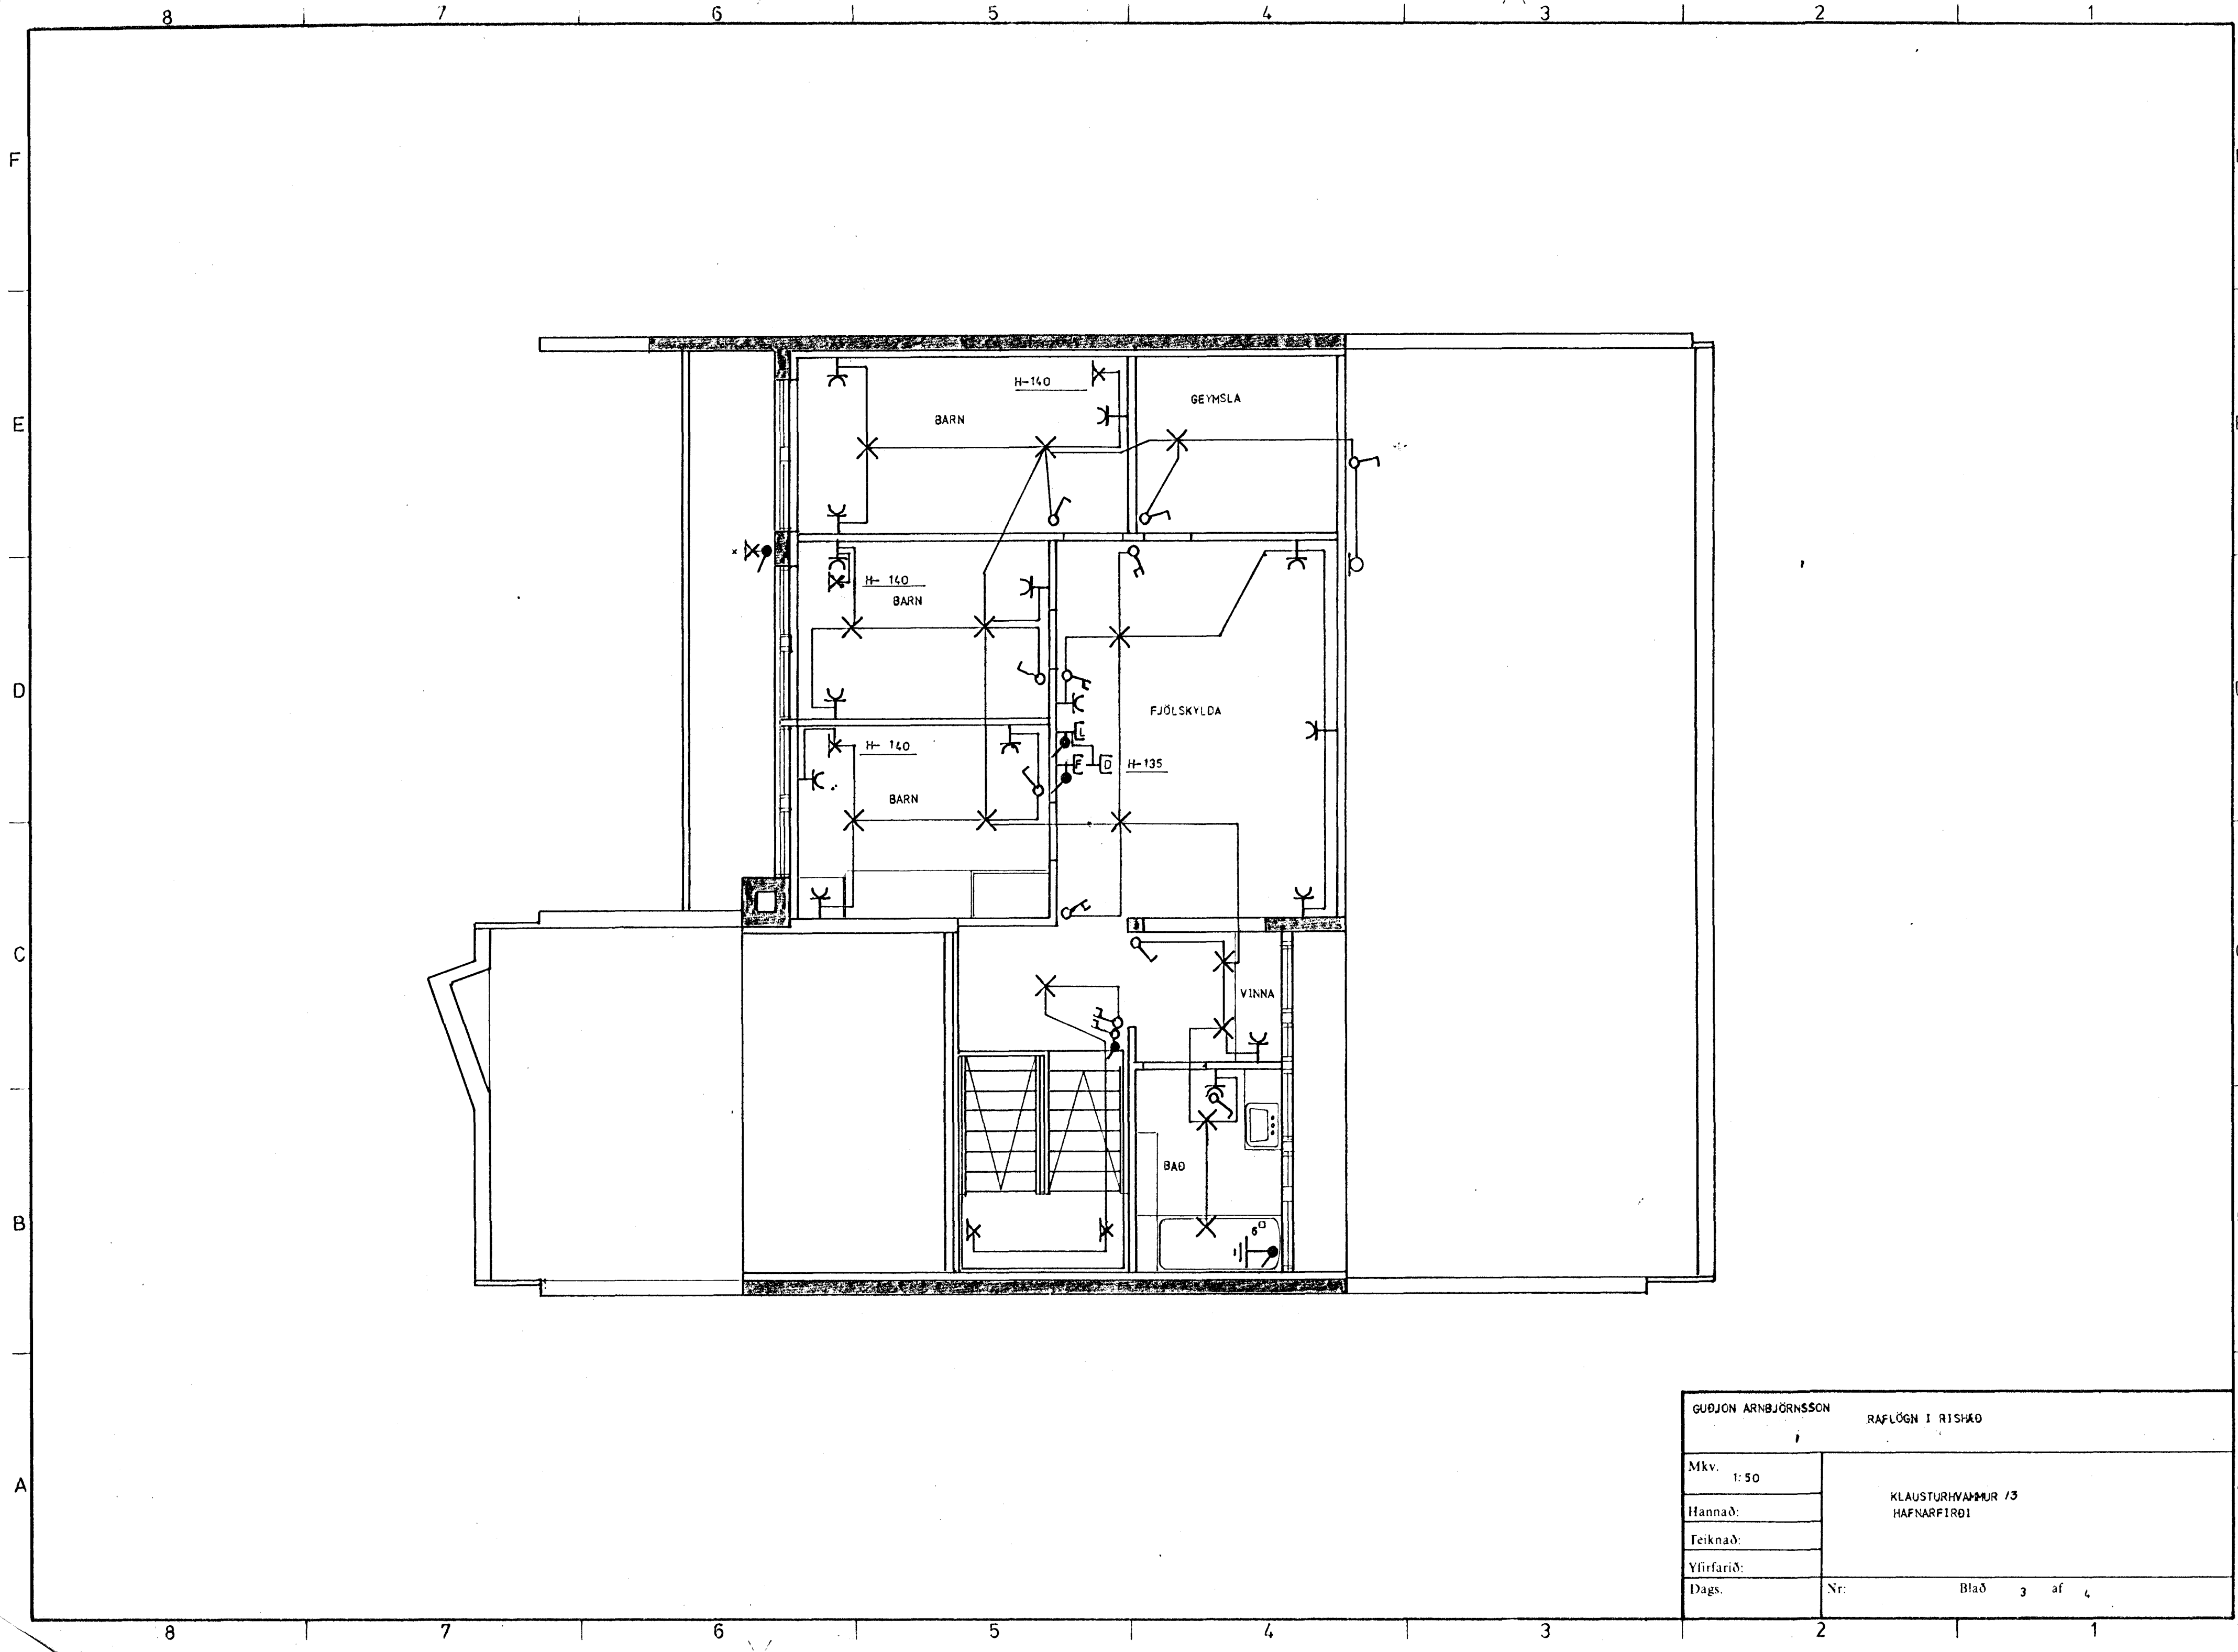 8 7 6 5 4 3 2 1
F
E
D
C
B
A
H-140
BARN
GEYMSLA
H-140
BARN
FJÖLSKYLDA
H-140
L
F D H-135
BARN
VINNA
BAÐ
6
GUÐJON ARNBJÖRNSSON RAFLÖGN I RISHÆÐ
Mkv. 1:50
KLAUSTURHVAMMUR 13
HAFNARFIRÐI
Hannað:
Teiknað:
Yfirfarið:
Dags. Nr: Blað 3 af 4
8 7 6 5 4 3 2 1